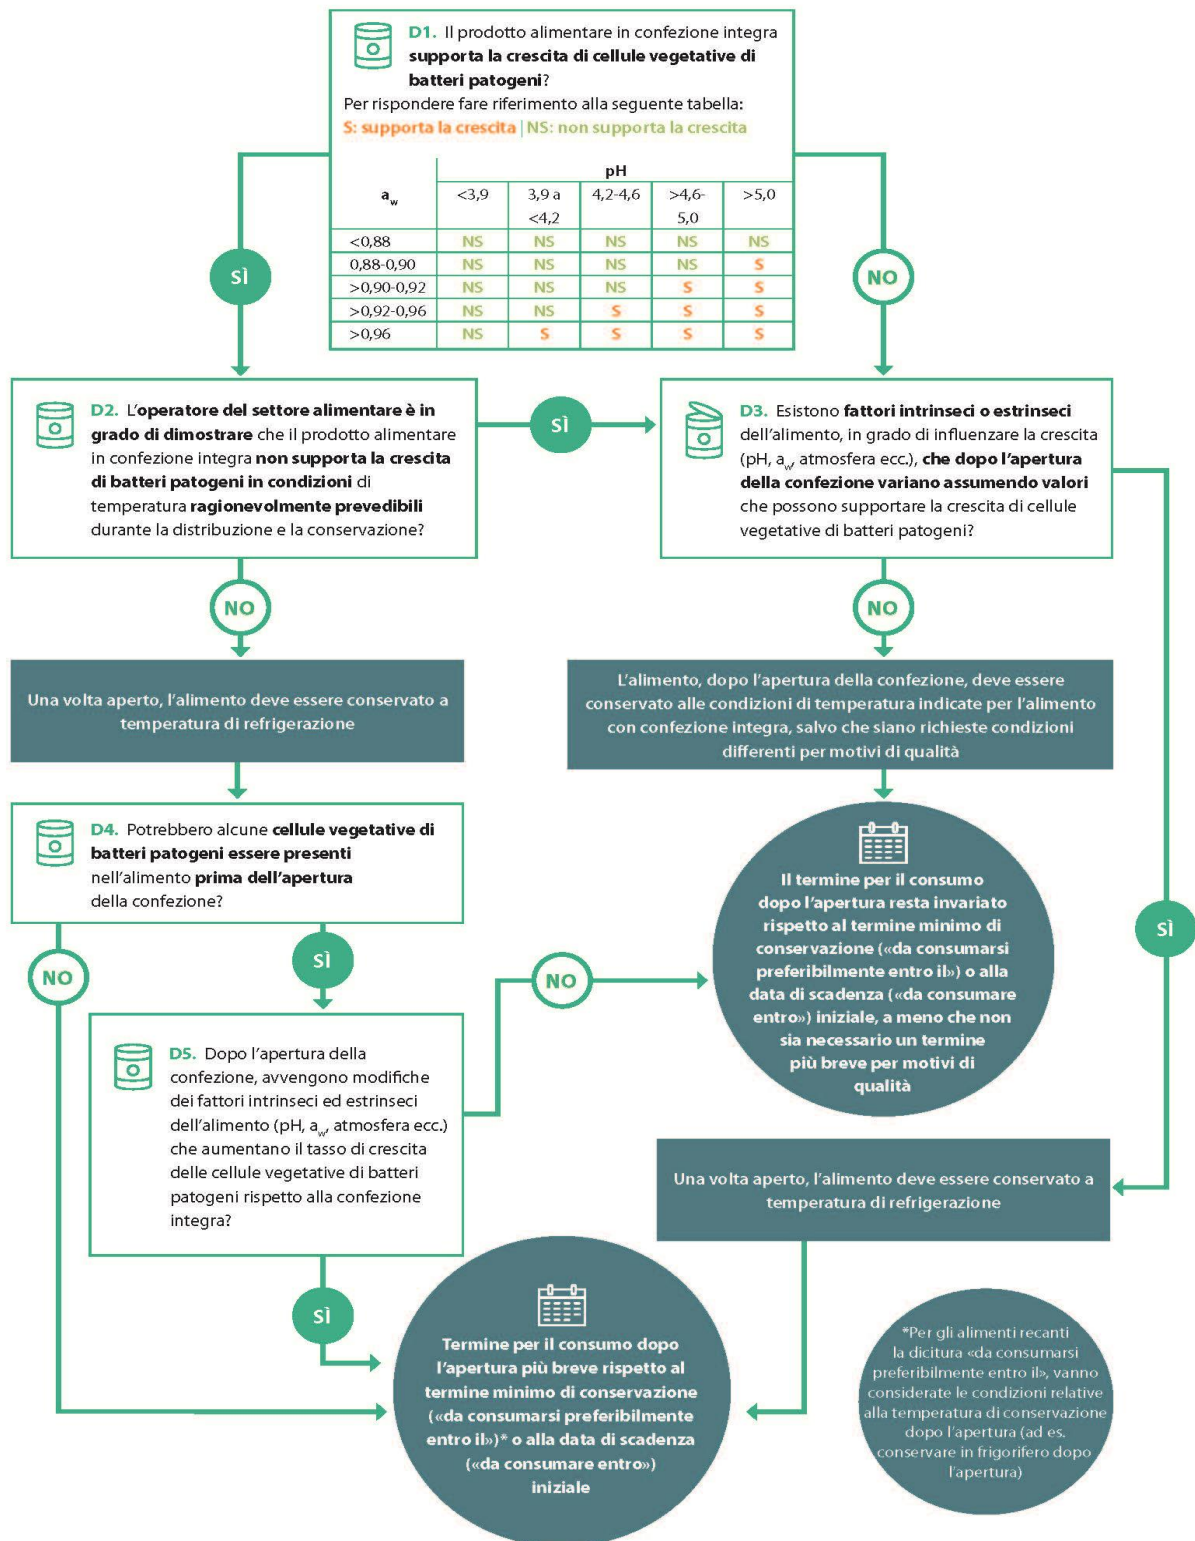 D1. Il prodotto alimentare in confezione integra
supporta la crescita di cellule vegetative di
batteri patogeni?
Per rispondere fare riferimento alla seguente tabella:
S: supporta la crescita | NS: non supporta la crescita
pH
aw <3,9 3,9 a <4,2 4,2-4,6 >4,6-5,0 >5,0
<0,88 NS NS NS NS NS
0,88-0,90 NS NS NS NS S
>0,90-0,92 NS NS NS S S
>0,92-0,96 NS NS S S S
>0,96 NS S S S S
SÌ
NO
D2. L'operatore del settore alimentare è in
grado di dimostrare che il prodotto alimentare
in confezione integra non supporta la crescita
di batteri patogeni in condizioni di
temperatura ragionevolmente prevedibili
durante la distribuzione e la conservazione?
SÌ
D3. Esistono fattori intrinseci o estrinseci
dell'alimento, in grado di influenzare la crescita
(pH, aw, atmosfera ecc.), che dopo l'apertura
della confezione variano assumendo valori
che possono supportare la crescita di cellule
vegetative di batteri patogeni?
NO
NO
Una volta aperto, l'alimento deve essere conservato a
temperatura di refrigerazione
L'alimento, dopo l'apertura della confezione, deve essere
conservato alle condizioni di temperatura indicate per l'alimento
con confezione integra, salvo che siano richieste condizioni
differenti per motivi di qualità
D4. Potrebbero alcune cellule vegetative di
batteri patogeni essere presenti
nell'alimento prima dell'apertura
della confezione?
Il termine per il consumo
dopo l'apertura resta invariato
rispetto al termine minimo di
conservazione («da consumarsi
preferibilmente entro il») o alla
data di scadenza («da consumare
entro») iniziale, a meno che non
sia necessario un termine
più breve per motivi di
qualità
SÌ
NO
SÌ
NO
D5. Dopo l'apertura della
confezione, avvengono modifiche
dei fattori intrinseci ed estrinseci
dell'alimento (pH, aw, atmosfera ecc.)
che aumentano il tasso di crescita
delle cellule vegetative di batteri
patogeni rispetto alla confezione
integra?
Una volta aperto, l'alimento deve essere conservato a
temperatura di refrigerazione
SÌ
Termine per il consumo dopo
l'apertura più breve rispetto al
termine minimo di conservazione
(«da consumarsi preferibilmente
entro il»)* o alla data di scadenza
(«da consumare entro»)
iniziale
*Per gli alimenti recanti
la dicitura «da consumarsi
preferibilmente entro il», vanno
considerate le condizioni relative
alla temperatura di conservazione
dopo l'apertura (ad es.
conservare in frigorifero dopo
l'apertura)